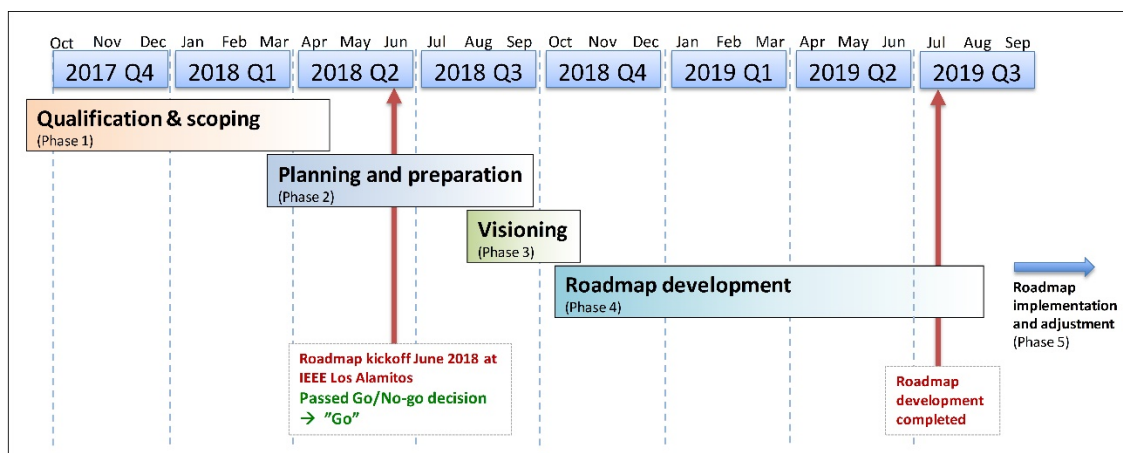 Oct Nov Dec Jan Feb Mar Apr May Jun Jul Aug Sep Oct Nov Dec Jan Feb Mar Apr May Jun Jul Aug Sep
2017 Q4 2018 Q1 2018 Q2 2018 Q3 2018 Q4 2019 Q1 2019 Q2 2019 Q3
Qualification & scoping
(Phase 1)
Planning and preparation
(Phase 2)
Visioning
(Phase 3)
Roadmap development
(Phase 4)
Roadmap
implementation
and adjustment
(Phase 5)
Roadmap kickoff June 2018 at
IEEE Los Alamitos
Passed Go/No-go decision
→ ”Go”
Roadmap
development
completed